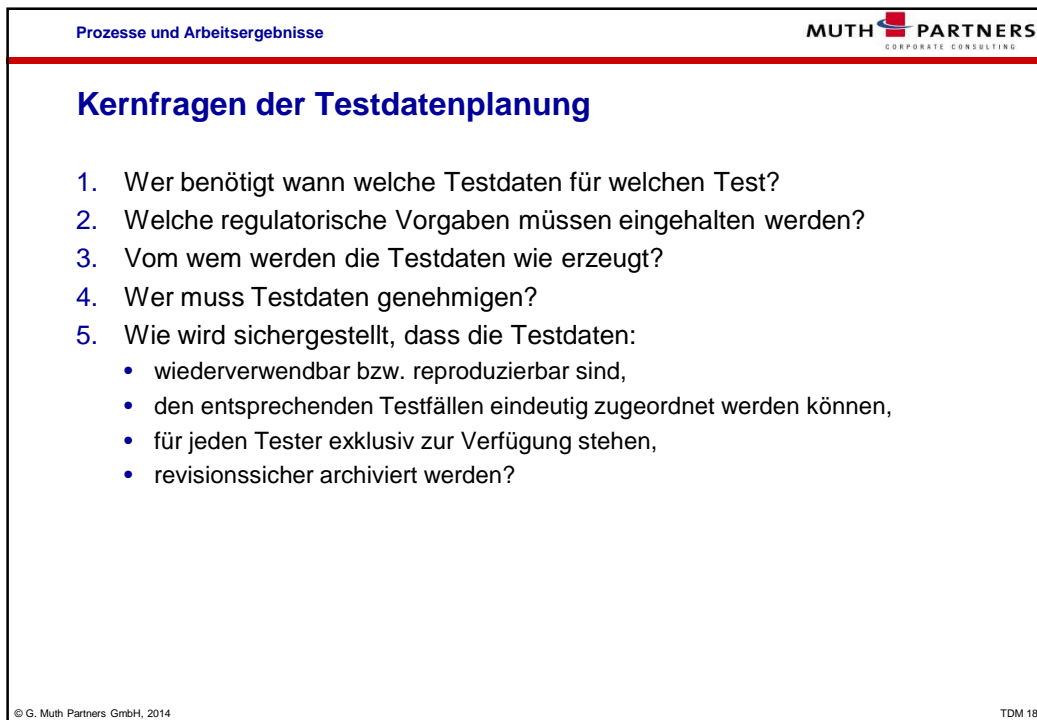 Prozesse und Arbeitsergebnisse
MUTH PARTNERS
CORPORATE CONSULTING
Kernfragen der Testdatenplanung
1. Wer benötigt wann welche Testdaten für welchen Test?
2. Welche regulatorische Vorgaben müssen eingehalten werden?
3. Vom wem werden die Testdaten wie erzeugt?
4. Wer muss Testdaten genehmigen?
5. Wie wird sichergestellt, dass die Testdaten:
• wiederverwendbar bzw. reproduzierbar sind,
• den entsprechenden Testfällen eindeutig zugeordnet werden können,
• für jeden Tester exklusiv zur Verfügung stehen,
• revisionssicher archiviert werden?
© G. Muth Partners GmbH, 2014
TDM 18